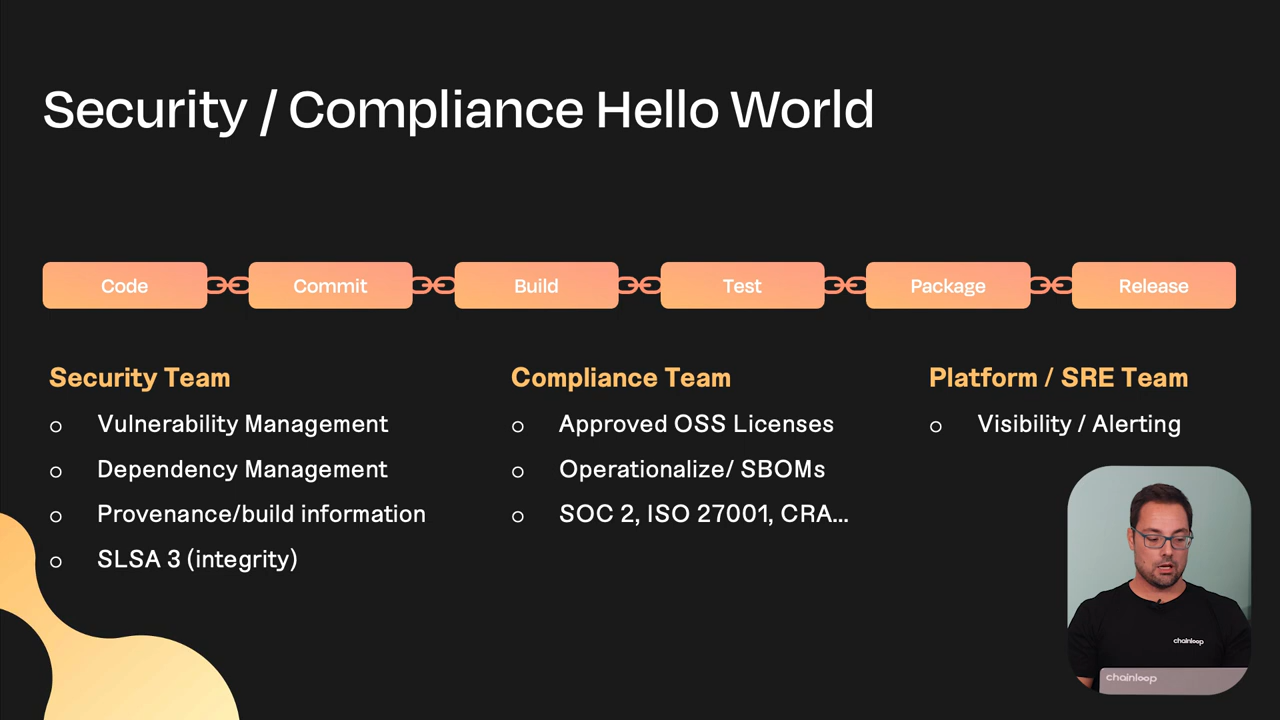 Security / Compliance Hello World
Code Commit Build Test Package Release
Security Team
Vulnerability Management
Dependency Management
Provenance/build information
SLSA 3 (integrity)
Compliance Team
Approved OSS Licenses
Operationalize/ SBOMs
SOC 2, ISO 27001, CRA...
Platform / SRE Team
Visibility / Alerting
chainloop
chainloop